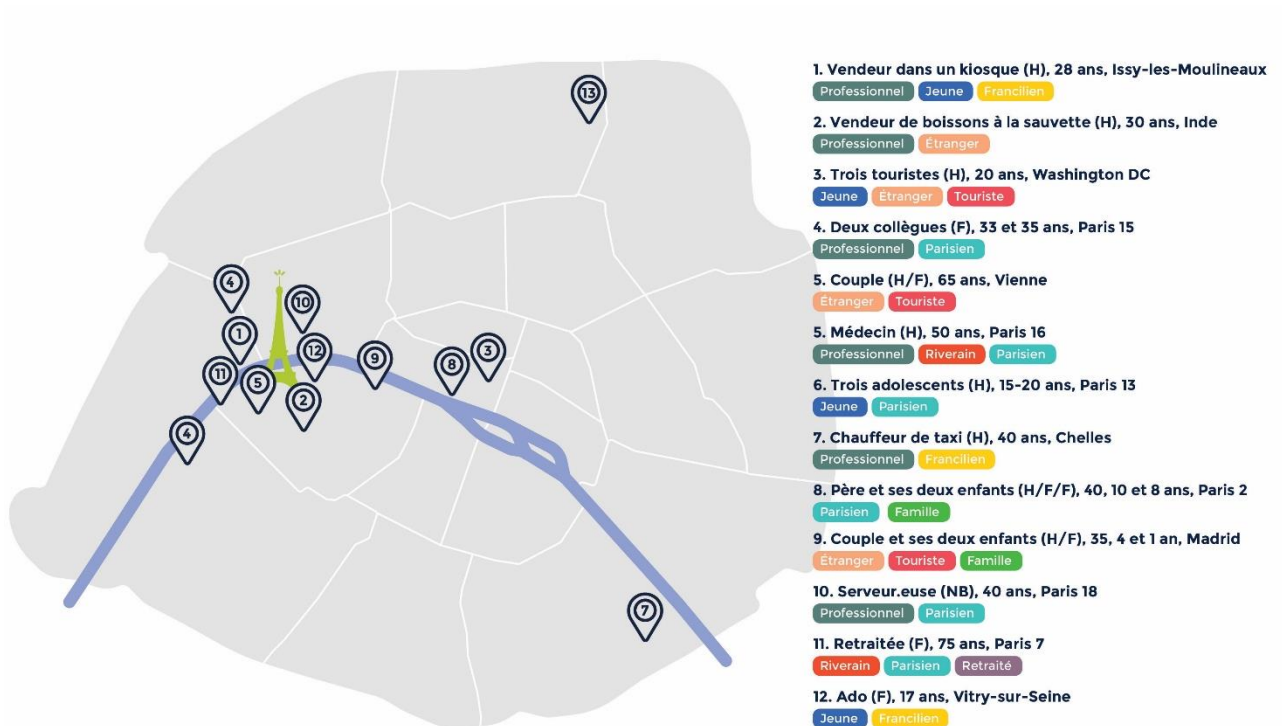 13
4
10
1
12
9
8
3
11
5
2
4
7
1. Vendeur dans un kiosque (H), 28 ans, Issy-les-Moulineaux
Professionnel Jeune Francilien
2. Vendeur de boissons à la sauvette (H), 30 ans, Inde
Professionnel Étranger
3. Trois touristes (H), 20 ans, Washington DC
Jeune Étranger Touriste
4. Deux collègues (F), 33 et 35 ans, Paris 15
Professionnel Parisien
5. Couple (H/F), 65 ans, Vienne
Étranger Touriste
5. Médecin (H), 50 ans, Paris 16
Professionnel Riverain Parisien
6. Trois adolescents (H), 15-20 ans, Paris 13
Jeune Parisien
7. Chauffeur de taxi (H), 40 ans, Chelles
Professionnel Francilien
8. Père et ses deux enfants (H/F/F), 40, 10 et 8 ans, Paris 2
Parisien Famille
9. Couple et ses deux enfants (H/F), 35, 4 et 1 an, Madrid
Étranger Touriste Famille
10. Serveur.euse (NB), 40 ans, Paris 18
Professionnel Parisien
11. Retraitée (F), 75 ans, Paris 7
Riverain Parisien Retraité
12. Ado (F), 17 ans, Vitry-sur-Seine
Jeune Francilien